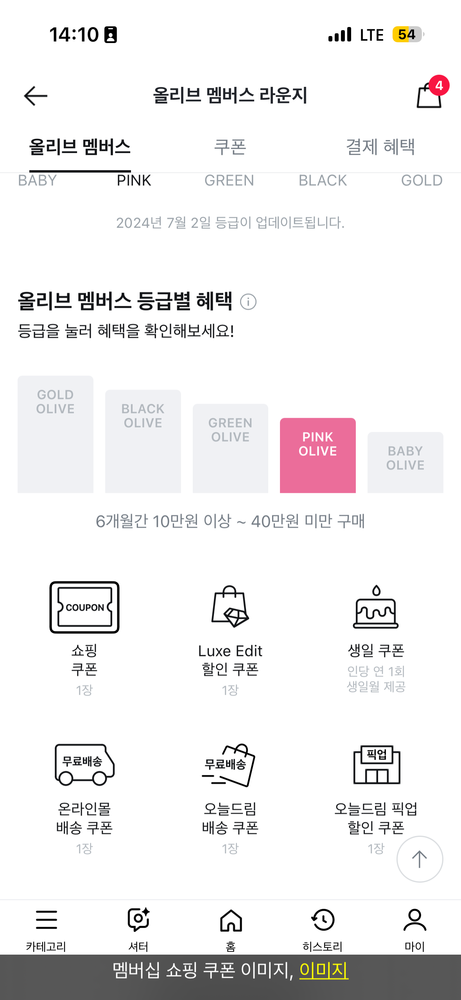 14:10
LTE 54
올리브 멤버스 라운지
4
올리브 멤버스 쿠폰 결제 혜택
BABY PINK GREEN BLACK GOLD
2024년 7월 2일 등급이 업데이트됩니다.
올리브 멤버스 등급별 혜택
등급을 눌러 혜택을 확인해보세요!
GOLD
OLIVE
BLACK
OLIVE
GREEN
OLIVE
PINK
OLIVE
BABY
OLIVE
6개월간 10만원 이상 ~ 40만원 미만 구매
COUPON
쇼핑
쿠폰
1장
Luxe Edit
할인 쿠폰
1장
생일 쿠폰
인당 연 1회
생일월 제공
무료배송
온라인몰
배송 쿠폰
1장
무료배송
오늘드림
배송 쿠폰
1장
픽업
오늘드림 픽업
할인 쿠폰
1장
카테고리 셔터 홈 히스토리 마이
멤버십 쇼핑 쿠폰 이미지, 이미지